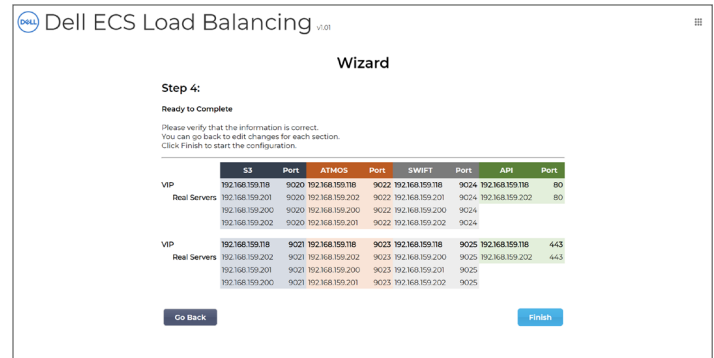 DELL Dell ECS Load Balancing v1.01
Wizard
Step 4:
Ready to Complete
Please verify that the information is correct.
You can go back to edit changes for each section.
Click Finish to start the configuration.
S3 Port ATMOS Port SWIFT Port API Port
VIP 192.168.159.118 9020 192.168.159.118 9022 192.168.159.118 9024 192.168.159.118 80
Real Servers 192.168.159.201 9020 192.168.159.202 9022 192.168.159.201 9024 192.168.159.202 80
192.168.159.200 9020 192.168.159.200 9022 192.168.159.200 9024
192.168.159.202 9020 192.168.159.201 9022 192.168.159.202 9024
VIP 192.168.159.118 9021 192.168.159.118 9023 192.168.159.118 9025 192.168.159.118 443
Real Servers 192.168.159.202 9021 192.168.159.202 9023 192.168.159.200 9025 192.168.159.202 443
192.168.159.201 9021 192.168.159.200 9023 192.168.159.201 9025
192.168.159.200 9021 192.168.159.201 9023 192.168.159.202 9025
Go Back Finish